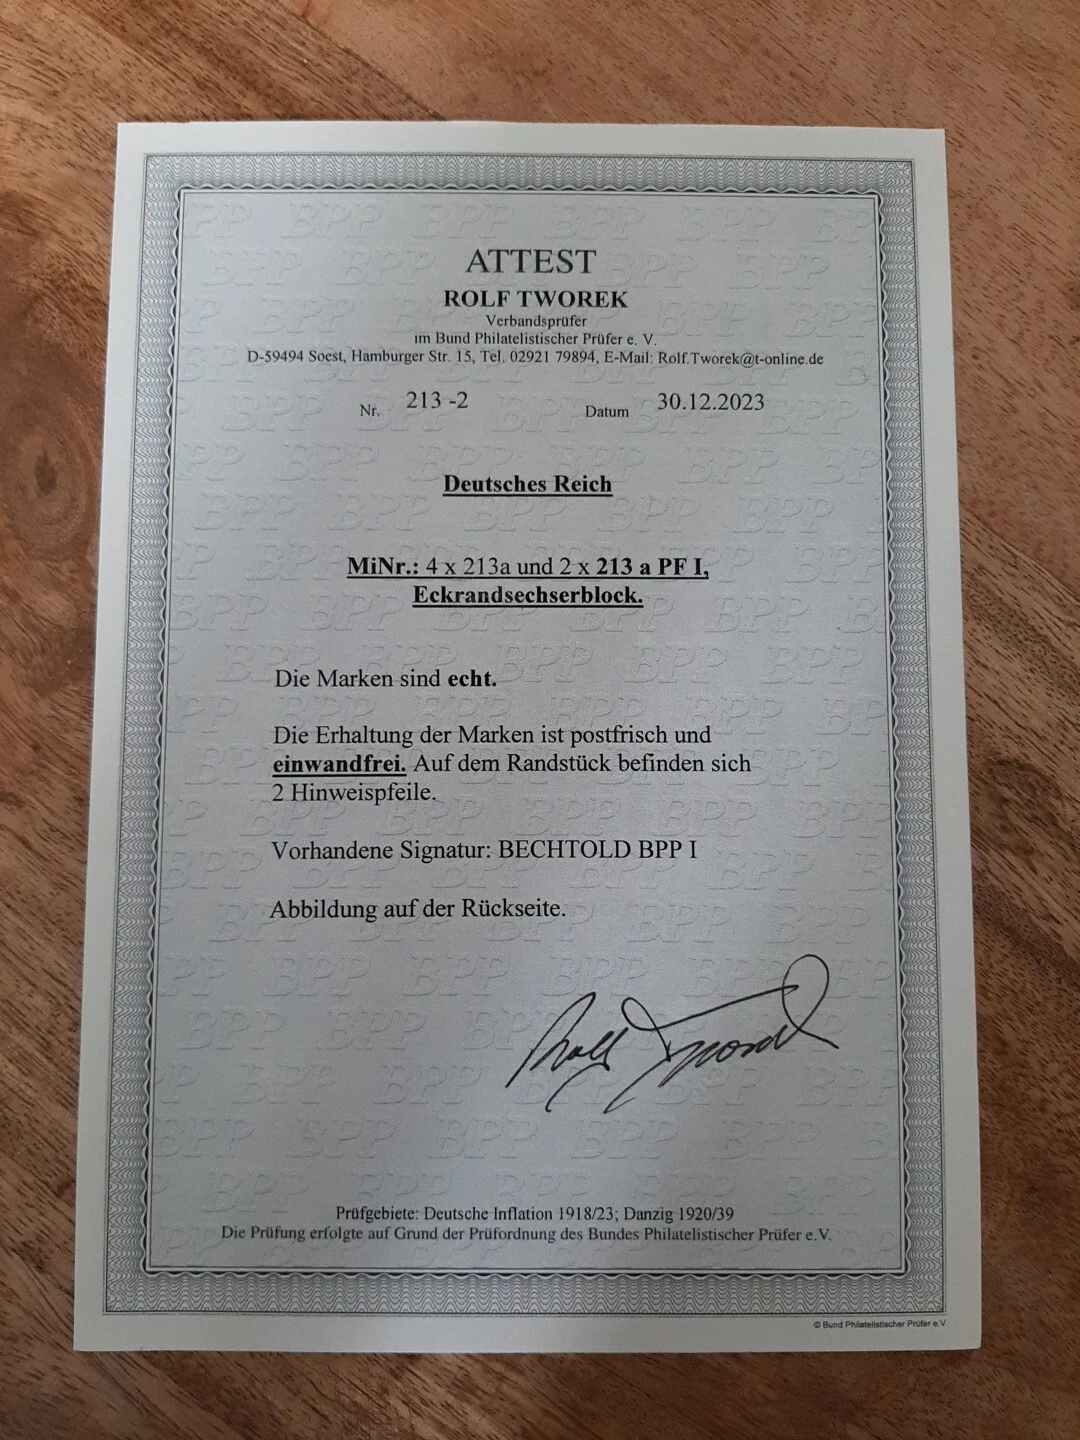 ATTEST
ROLF TWOREK
Verbandsprüfer
im Bund Philatelistischer Prüfer e. V.
D-59494 Soest, Hamburger Str. 15, Tel. 02921 79894, E-Mail: Rolf.Tworek@t-online.de
Nr. 213 -2 Datum 30.12.2023
Deutsches Reich
MiNr.: 4 x 213a und 2 x 213 a PF I,
Eckrandsechserblock.
Die Marken sind echt.
Die Erhaltung der Marken ist postfrisch und
einwandfrei. Auf dem Randstück befinden sich
2 Hinweispfeile.
Vorhandene Signatur: BECHTOLD BPP I
Abbildung auf der Rückseite.
Rolf Tworek
Prüfgebiete: Deutsche Inflation 1918/23; Danzig 1920/39
Die Prüfung erfolgte auf Grund der Prüfordnung des Bundes Philatelistischer Prüfer e.V.
© Bund Philatelistischer Prüfer e.V.